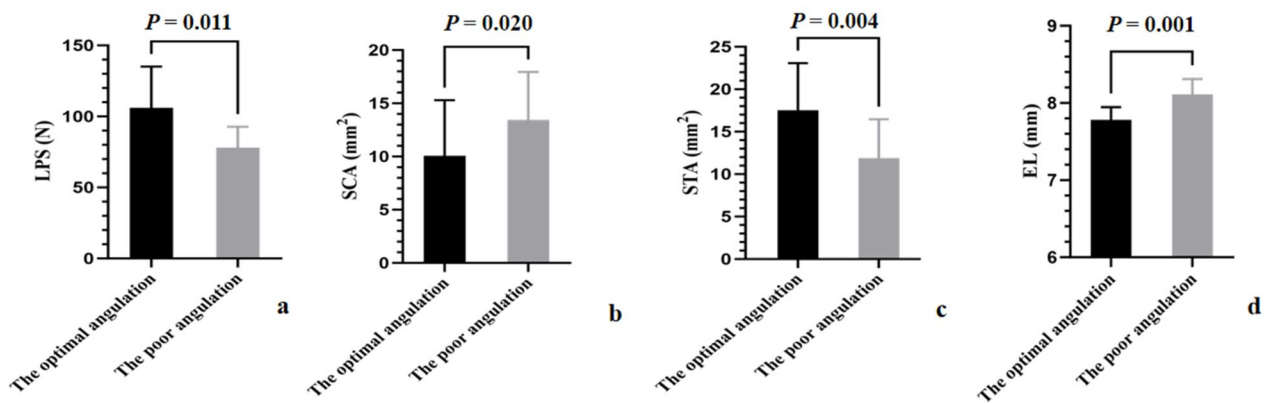 P = 0.011
150
100
50
0
LPS (N)
The optimal angulation
The poor angulation
a
P = 0.020
20
15
10
5
0
SCA (mm²)
The optimal angulation
The poor angulation
b
P = 0.004
25
20
15
10
5
0
STA (mm²)
The optimal angulation
The poor angulation
c
P = 0.001
9
8
7
6
EL (mm)
The optimal angulation
The poor angulation
d